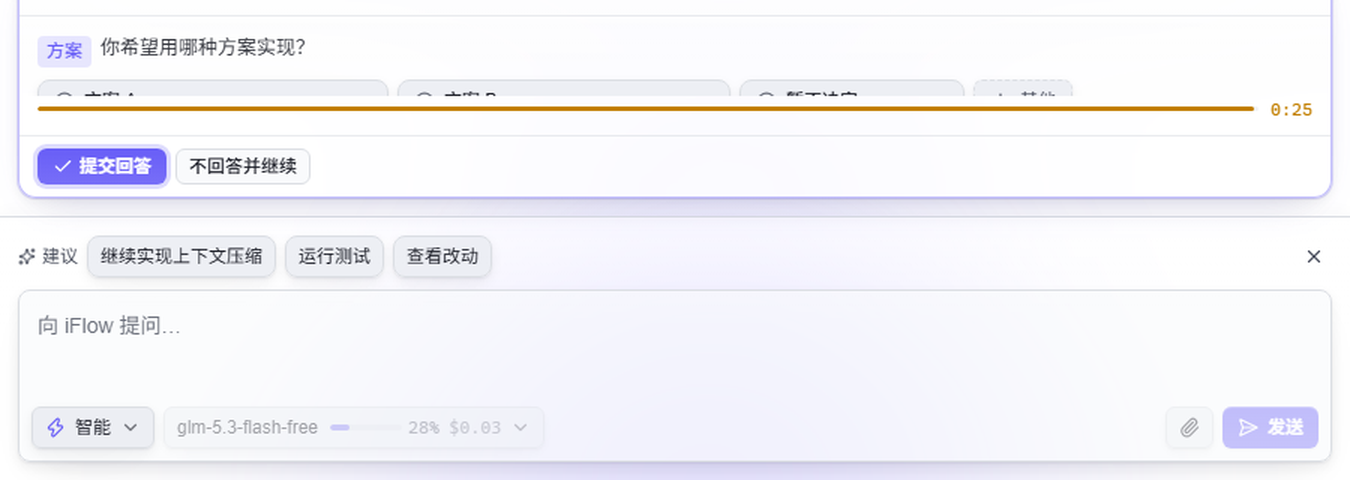 方案 你希望用哪种方案实现?
0:25
提交回答 不回答并继续
建议 继续实现上下文压缩 运行测试 查看改动
向 iFlow 提问…
智能 glm-5.3-flash-free 28% $0.03 发送